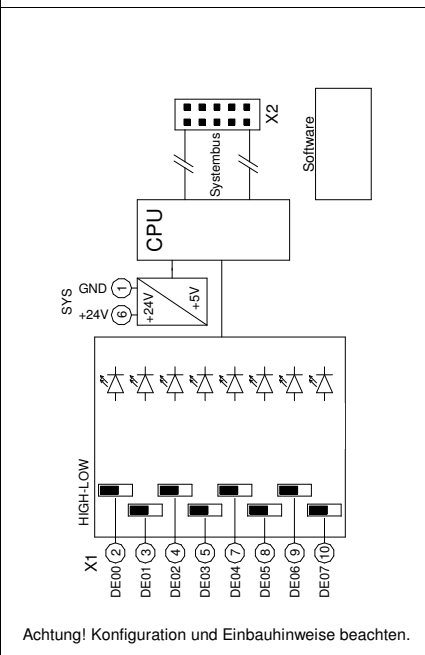 X2
Systembus
Software
CPU
SYS
GND 1
+24V 6
+24V
+5V
HIGH-LOW
X1
DE00 2
DE01 3
DE02 4
DE03 5
DE04 7
DE05 8
DE06 9
DE07 10
Achtung! Konfiguration und Einbauhinweise beachten.